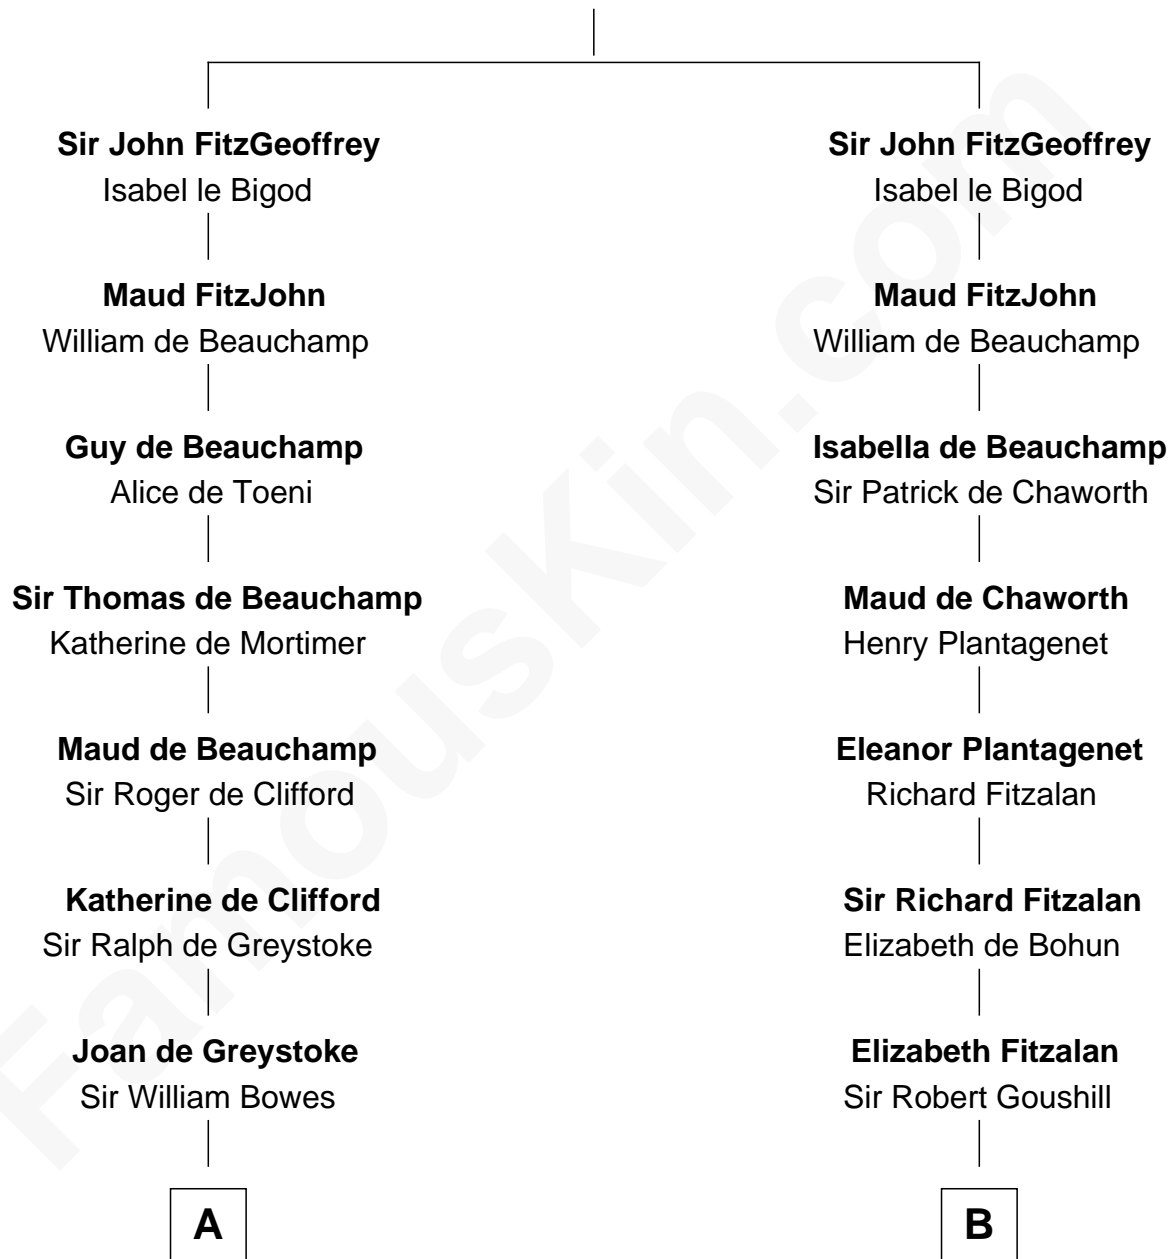 Sir John FitzGeoffrey
Isabel le Bigod
Maud FitzJohn
William de Beauchamp
Guy de Beauchamp
Alice de Toeni
Sir Thomas de Beauchamp
Katherine de Mortimer
Maud de Beauchamp
Sir Roger de Clifford
Katherine de Clifford
Sir Ralph de Greystoke
Joan de Greystoke
Sir William Bowes
A
Sir John FitzGeoffrey
Isabel le Bigod
Maud FitzJohn
William de Beauchamp
Isabella de Beauchamp
Sir Patrick de Chaworth
Maud de Chaworth
Henry Plantagenet
Eleanor Plantagenet
Richard Fitzalan
Sir Richard Fitzalan
Elizabeth de Bohun
Elizabeth Fitzalan
Sir Robert Goushill
B
FamousKin.com